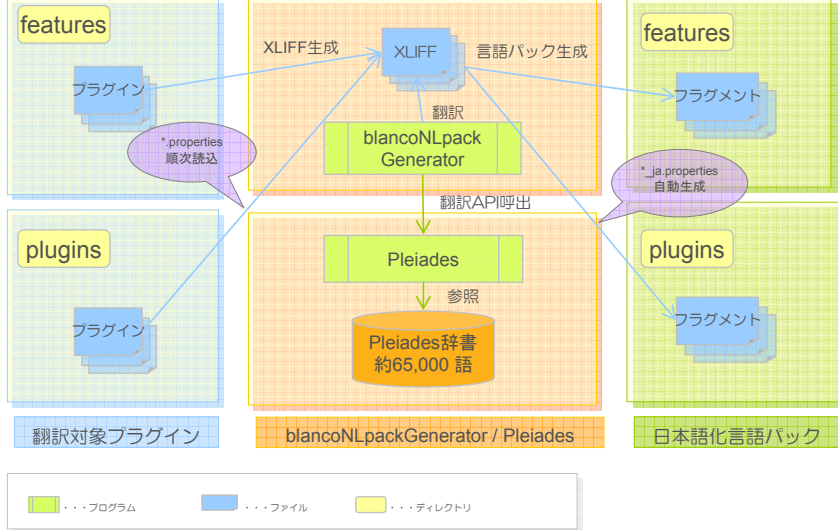 features
プラグイン
*.properties
順次読込
plugins
プラグイン
翻訳対象プラグイン
XLIFF生成
XLIFF
言語パック生成
翻訳
blancoNLpack
Generator
翻訳API呼出
Pleiades
参照
Pleiades辞書
約65,000 語
blancoNLpackGenerator / Pleiades
features
フラグメント
*_ja.properties
自動生成
plugins
フラグメント
日本語化言語パック
・・・プログラム
・・・ファイル
・・・ディレクトリ